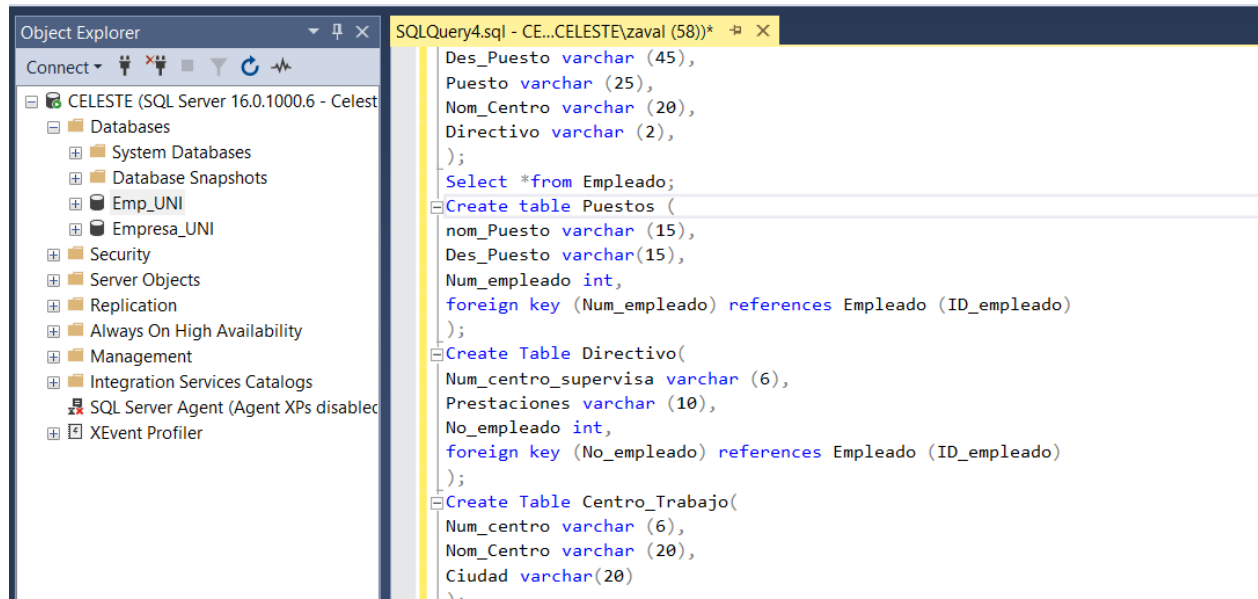 Object Explorer
Connect
CELESTE (SQL Server 16.0.1000.6 - Celest
Databases
System Databases
Database Snapshots
Emp_UNI
Empresa_UNI
Security
Server Objects
Replication
Always On High Availability
Management
Integration Services Catalogs
SQL Server Agent (Agent XPs disabled
XEvent Profiler
SQLQuery4.sql - CE...CELESTE\zaval (58))*
Des_Puesto varchar (45),
Puesto varchar (25),
Nom_Centro varchar (20),
Directivo varchar (2),
);
Select *from Empleado;
Create table Puestos (
nom_Puesto varchar (15),
Des_Puesto varchar(15),
Num_empleado int,
foreign key (Num_empleado) references Empleado (ID_empleado)
);
Create Table Directivo(
Num_centro_supervisa varchar (6),
Prestaciones varchar (10),
No_empleado int,
foreign key (No_empleado) references Empleado (ID_empleado)
);
Create Table Centro_Trabajo(
Num_centro varchar (6),
Nom_Centro varchar (20),
Ciudad varchar(20)
);